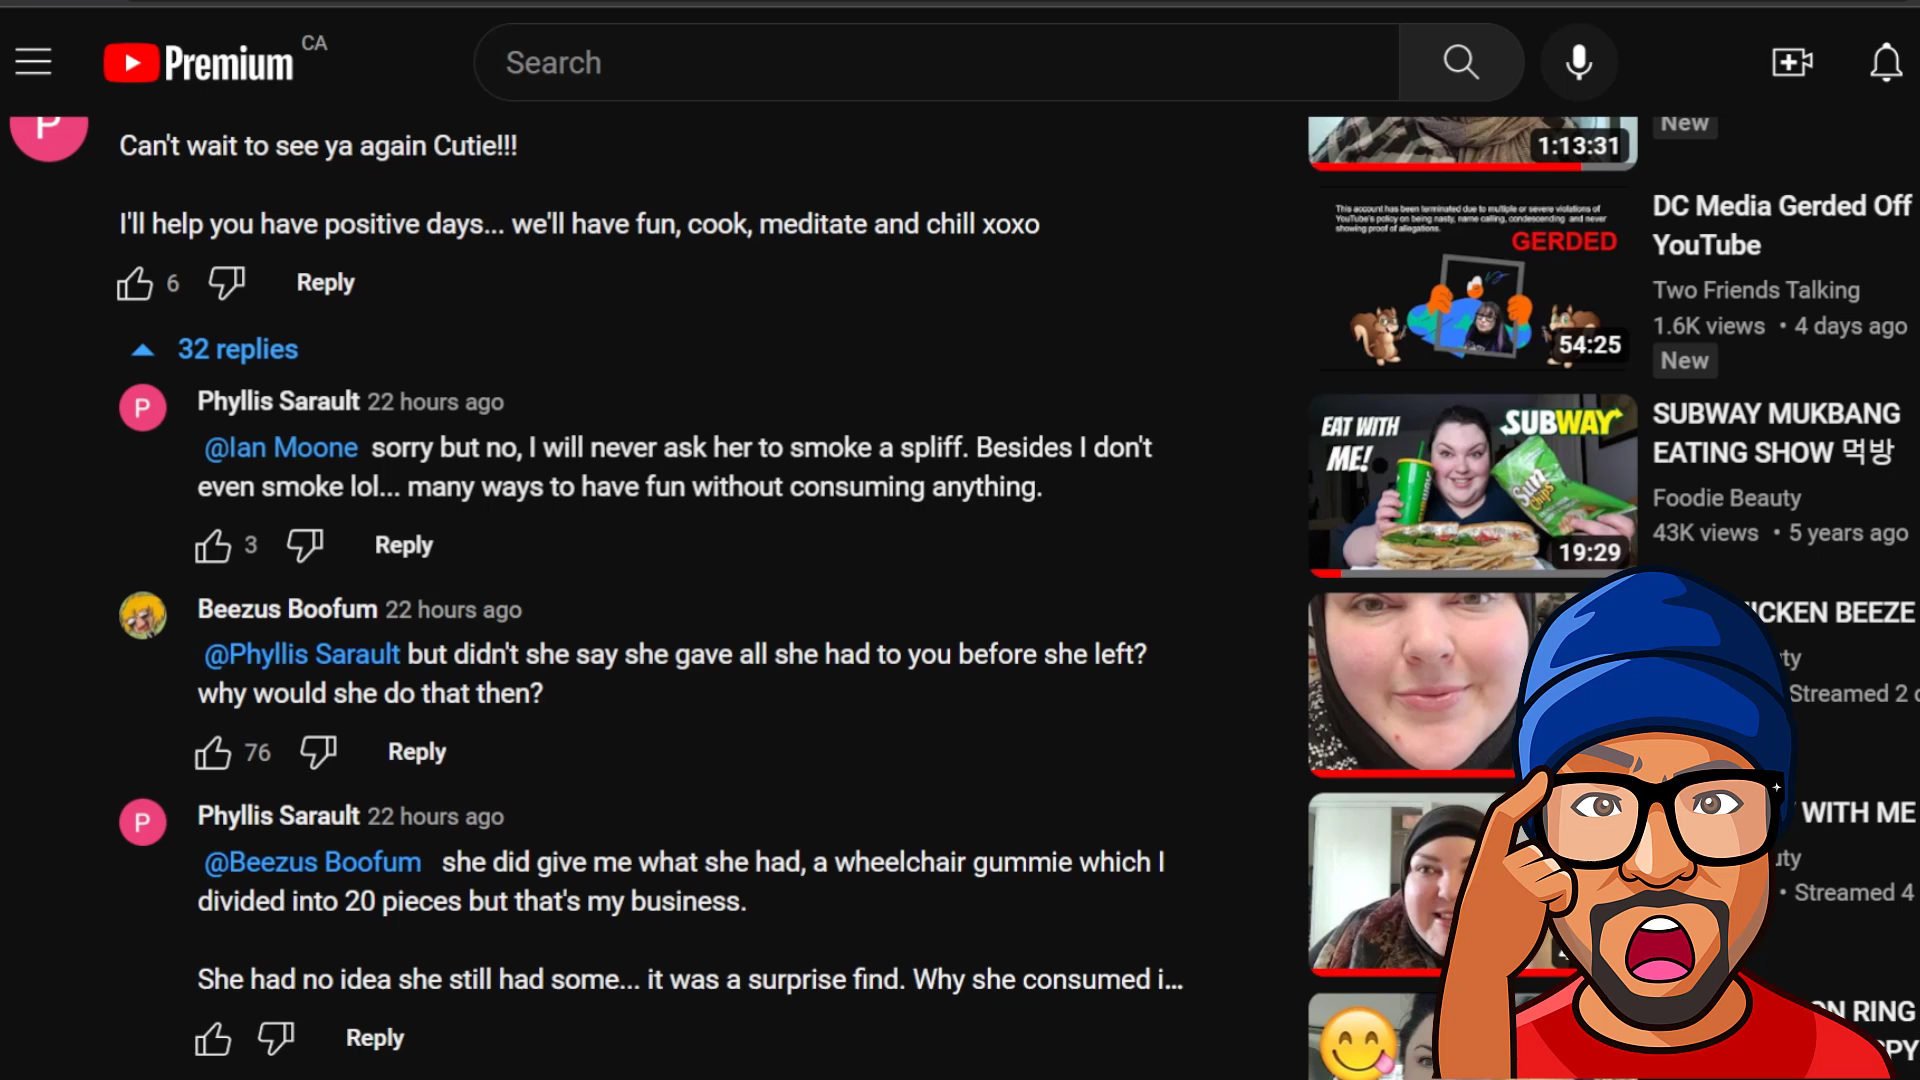 Premium CA
Search
P
Can't wait to see ya again Cutie!!!
I'll help you have positive days... we'll have fun, cook, meditate and chill xoxo
6 Reply
32 replies
P
Phyllis Sarault 22 hours ago
@Ian Moone sorry but no, I will never ask her to smoke a spliff. Besides I don't
even smoke lol... many ways to have fun without consuming anything.
3 Reply
Beezus Boofum 22 hours ago
@Phyllis Sarault but didn't she say she gave all she had to you before she left?
why would she do that then?
76 Reply
P
Phyllis Sarault 22 hours ago
@Beezus Boofum she did give me what she had, a wheelchair gummie which I
divided into 20 pieces but that's my business.
She had no idea she still had some... it was a surprise find. Why she consumed i...
Reply
1:13:31
New
This account has been terminated due to multiple or severe violations of
YouTube's policy on being nasty, name calling, condescending and never
showing proof of allegations.
GERDED
54:25
DC Media Gerded Off
YouTube
Two Friends Talking
1.6K views • 4 days ago
New
EAT WITH
ME!
SUBWAY
Sun
chips
19:29
SUBWAY MUKBANG
EATING SHOW 먹방
Foodie Beauty
43K views • 5 years ago
ICKEN BEEZE
ty
Streamed 2 d
WITH ME
uty
• Streamed 4
ON RING
PPY